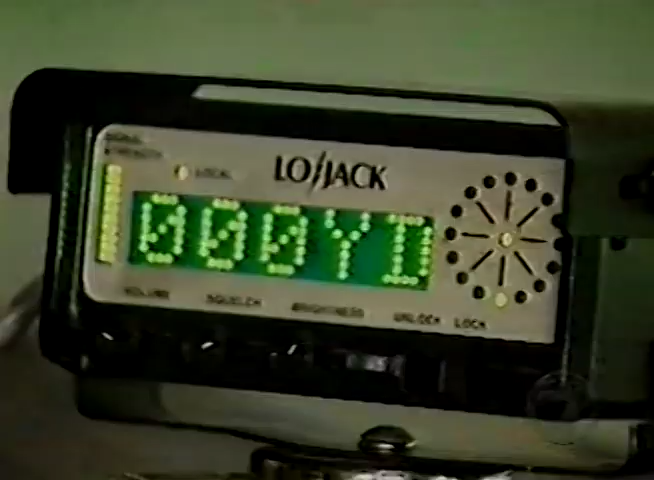 SIGNAL
STRENGTH
LOCAL
LO/JACK
000YD
VOLUME SQUELCH BRIGHTNESS UNLOCK LOCK